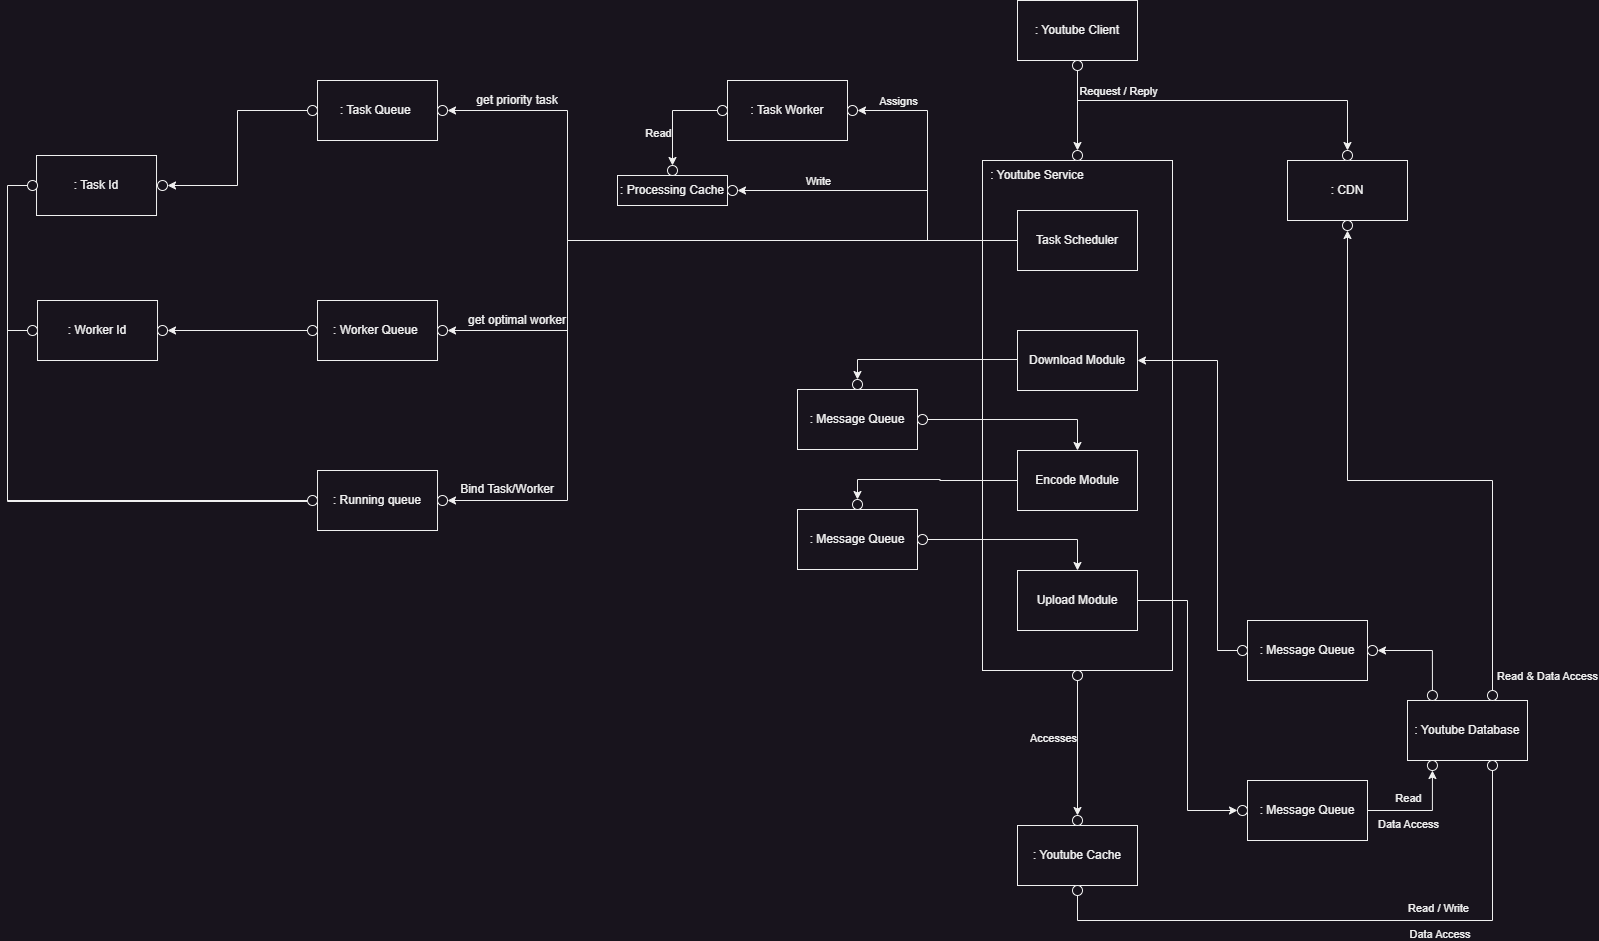 : Youtube Client
Request / Reply
: Task Queue
get priority task
: Task Worker
Assigns
Read
: Task Id
: Processing Cache
Write
: Youtube Service
: CDN
Task Scheduler
: Worker Id
: Worker Queue
get optimal worker
Download Module
: Message Queue
Encode Module
: Running queue
Bind Task/Worker
: Message Queue
Upload Module
: Message Queue
Read & Data Access
: Youtube Database
Accesses
: Message Queue
Read
Data Access
: Youtube Cache
Read / Write
Data Access